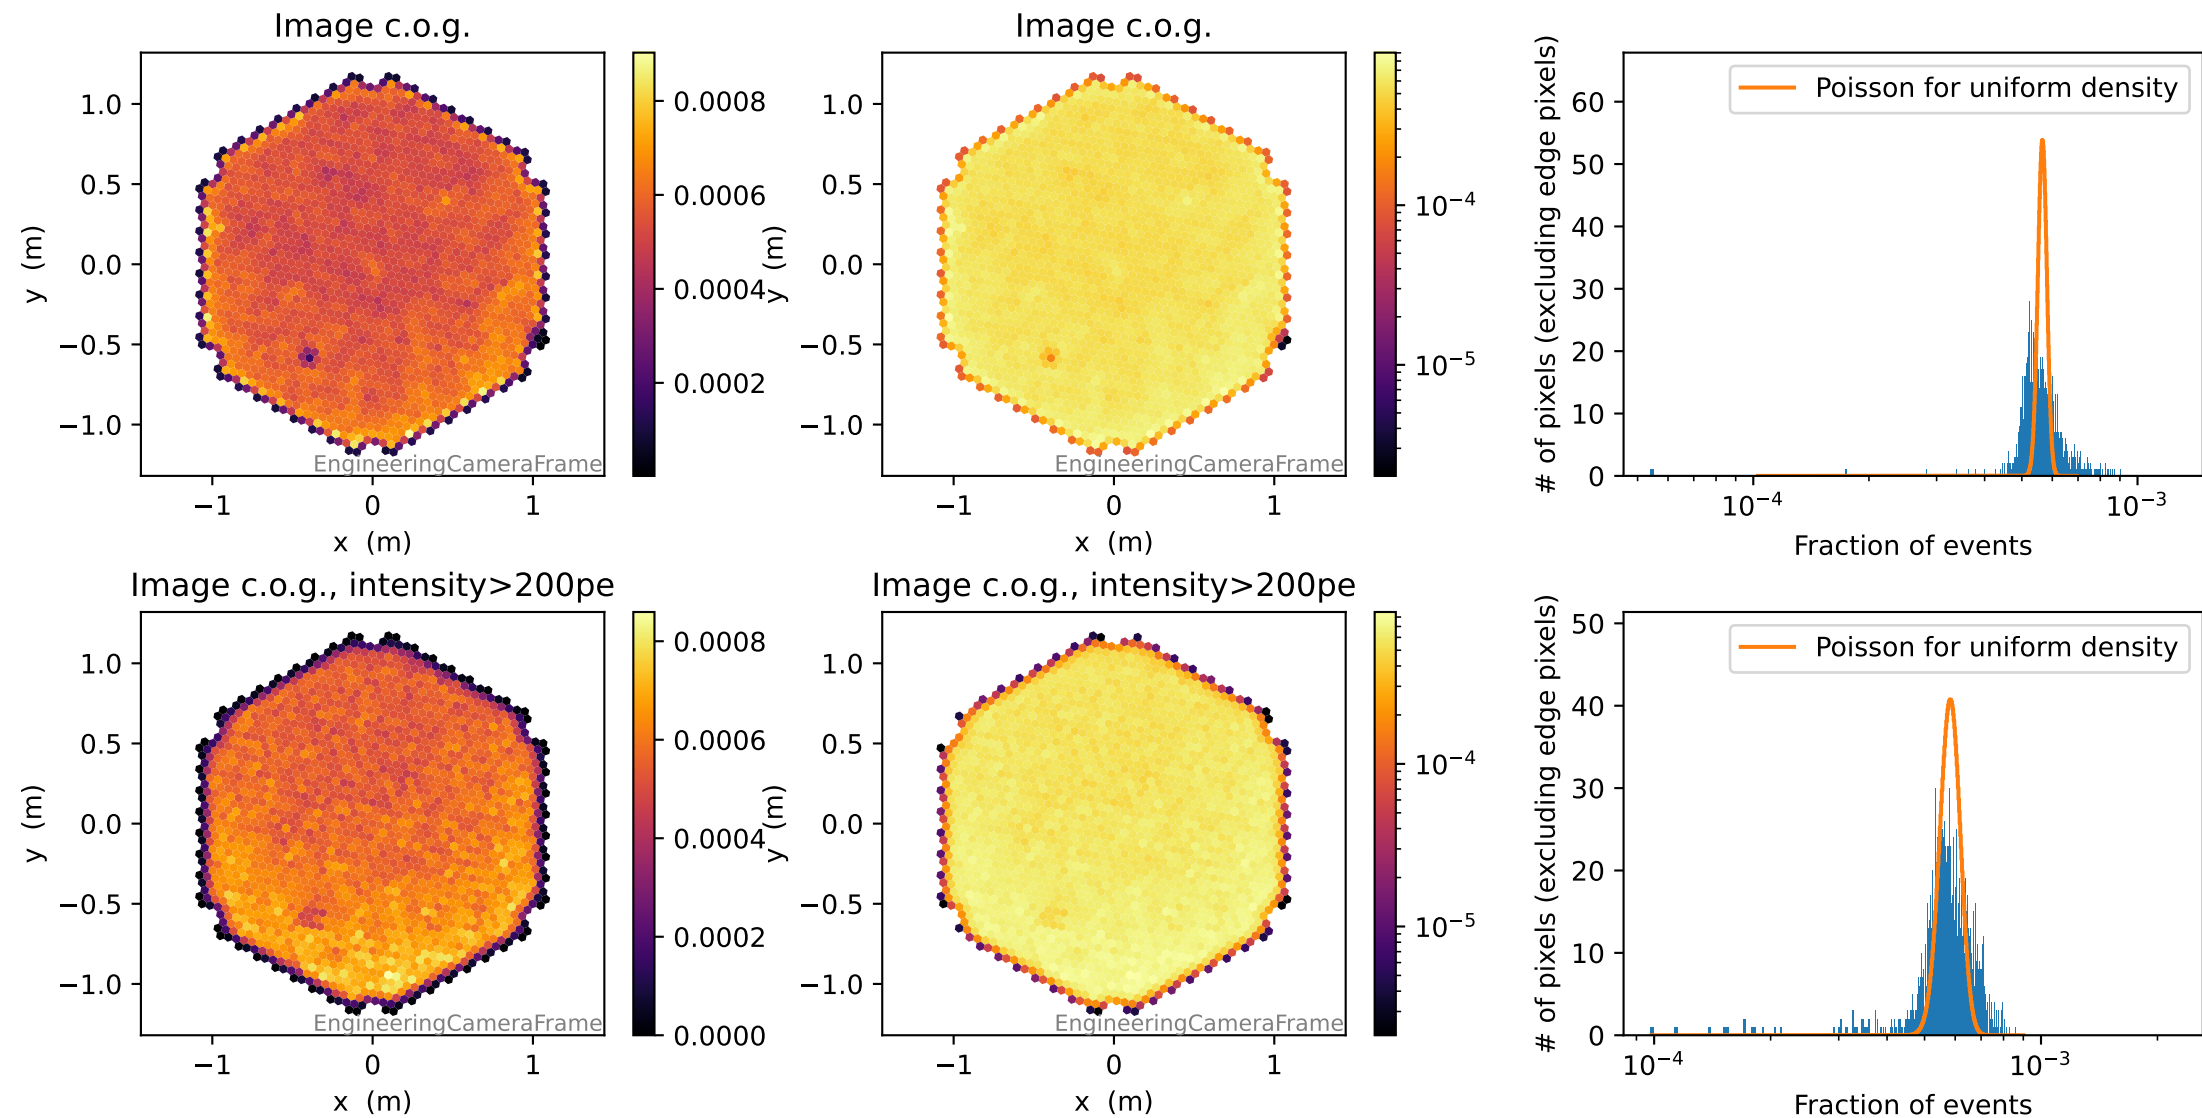 Image c.o.g.
1.0
0.5
0.0
−0.5
−1.0
y (m)
−1
0
1
x (m)
EngineeringCameraFrame
0.0008
0.0006
0.0004
0.0002
Image c.o.g.
1.0
0.5
0.0
−0.5
−1.0
y (m)
−1
0
1
x (m)
EngineeringCameraFrame
10⁻⁴
10⁻⁵
# of pixels (excluding edge pixels)
60
50
40
30
20
10
0
Poisson for uniform density
10⁻⁴
10⁻³
Fraction of events
Image c.o.g., intensity>200pe
1.0
0.5
0.0
−0.5
−1.0
y (m)
−1
0
1
x (m)
EngineeringCameraFrame
0.0008
0.0006
0.0004
0.0002
0.0000
Image c.o.g., intensity>200pe
1.0
0.5
0.0
−0.5
−1.0
y (m)
−1
0
1
x (m)
EngineeringCameraFrame
10⁻⁴
10⁻⁵
# of pixels (excluding edge pixels)
50
40
30
20
10
0
Poisson for uniform density
10⁻⁴
10⁻³
Fraction of events